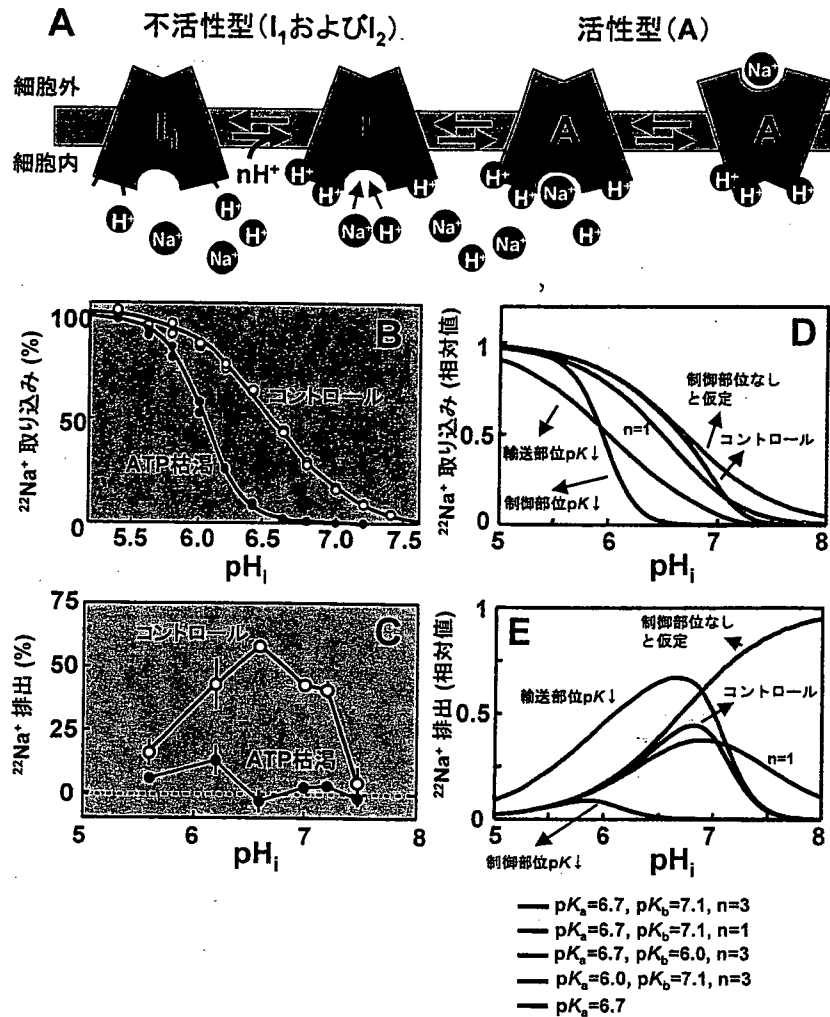 A
不活性型(I₁およびI₂)
活性型(A)
細胞外
細胞内
I₁
I
A
A
nH⁺
Na⁺
H⁺
H⁺
H⁺
H⁺
H⁺
H⁺
Na⁺
H⁺
H⁺
H⁺
Na⁺
H⁺
H⁺
H⁺
H⁺
Na⁺
Na⁺
Na⁺
H⁺
Na⁺
H⁺
Na⁺
H⁺
B
²²Na⁺ 取り込み (%)
100
50
0
コントロール
ATP枯渇
5.5 6.0 6.5 7.0 7.5
pHᵢ
D
²²Na⁺ 取り込み (相対値)
1
0.5
0
制御部位なし
と仮定
n=1
コントロール
輸送部位pK↓
制御部位pK↓
5 6 7 8
pHᵢ
C
²²Na⁺ 排出 (%)
75
50
25
0
コントロール
ATP枯渇
5 6 7 8
pHᵢ
E
²²Na⁺ 排出 (相対値)
1
0.5
0
制御部位なし
と仮定
輸送部位pK↓
コントロール
n=1
制御部位pK↓
5 6 7 8
pHᵢ
pKₐ=6.7, pK_b=7.1, n=3
pKₐ=6.7, pK_b=7.1, n=1
pKₐ=6.7, pK_b=6.0, n=3
pKₐ=6.0, pK_b=7.1, n=3
pKₐ=6.7